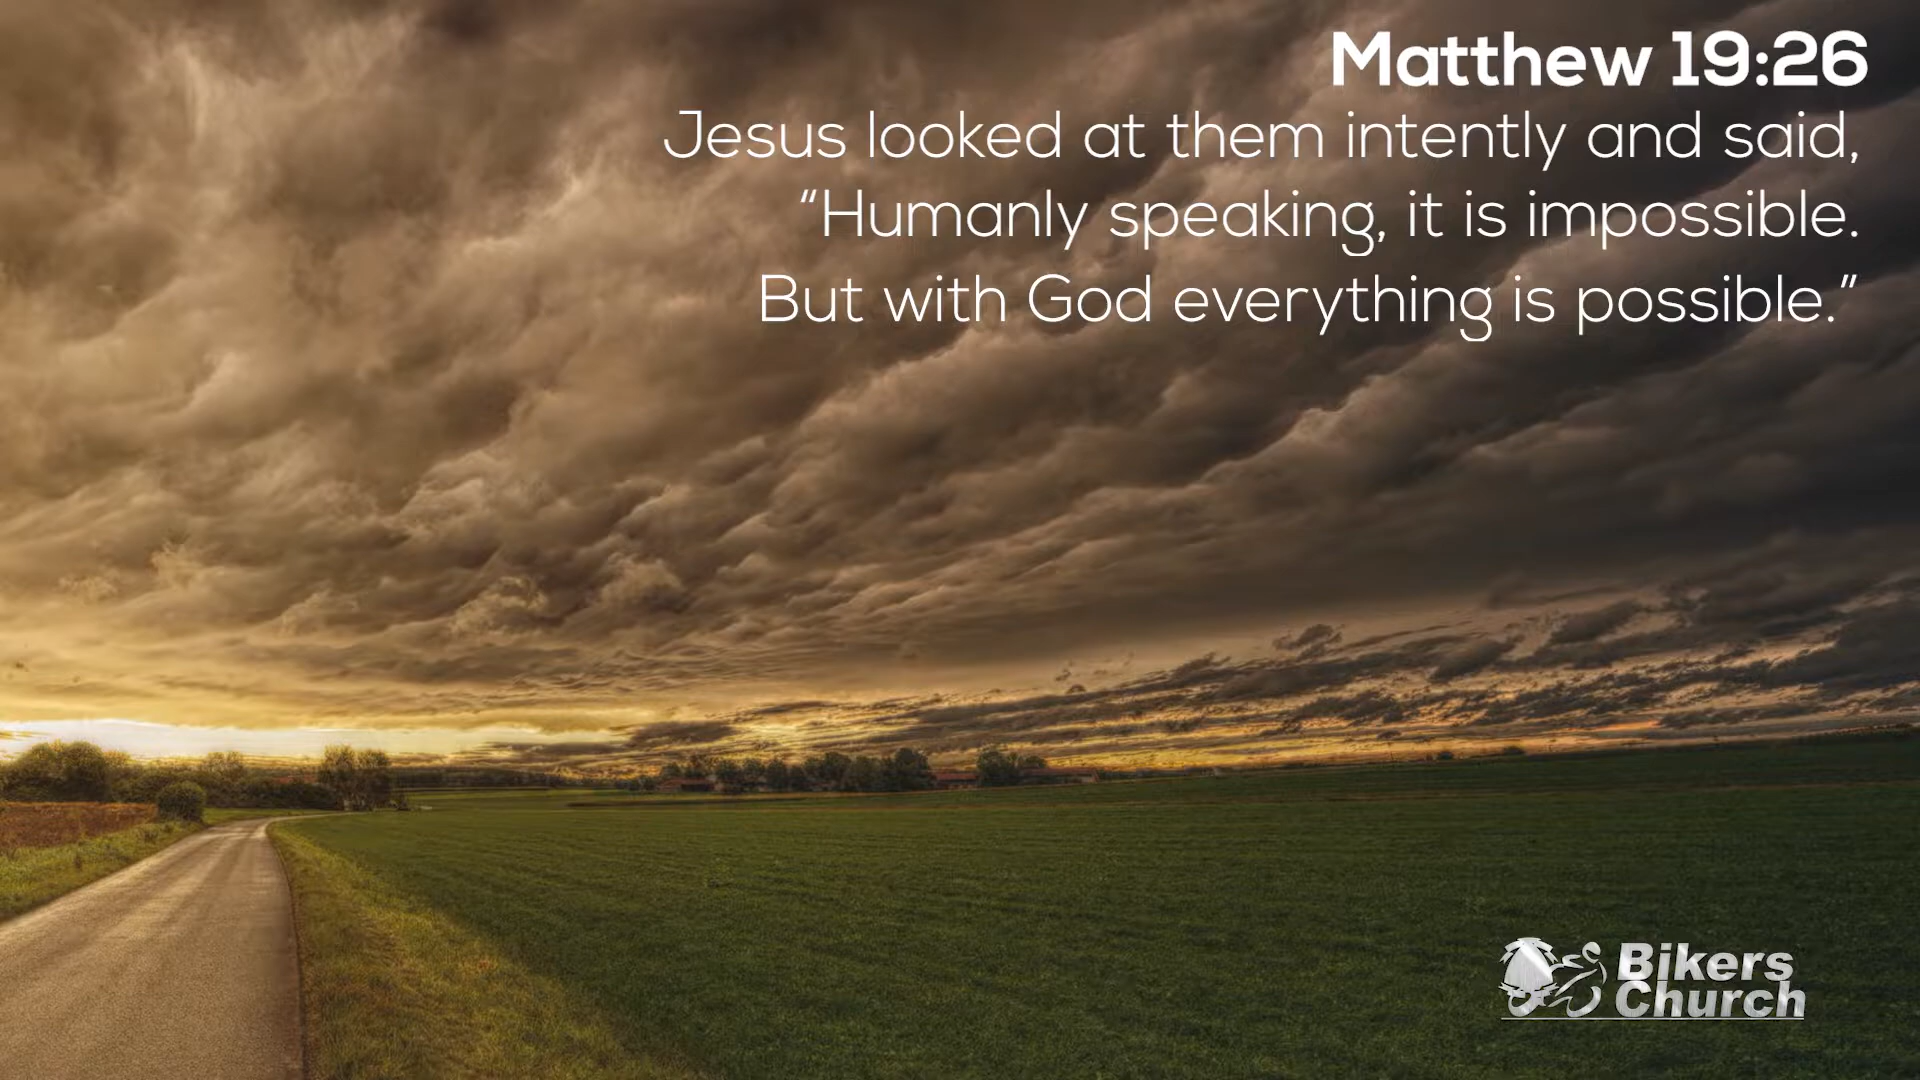 Matthew 19:26
Jesus looked at them intently and said,
“Humanly speaking, it is impossible.
But with God everything is possible.”
Bikers
Church